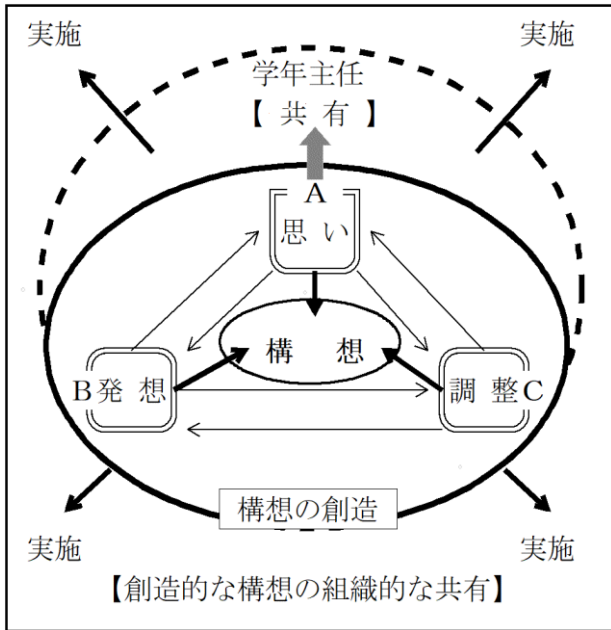 実施 実施
学年主任
【 共 有 】
A
思 い
構 想
B発 想 調 整C
構想の創造
実施 実施
【創造的な構想の組織的な共有】